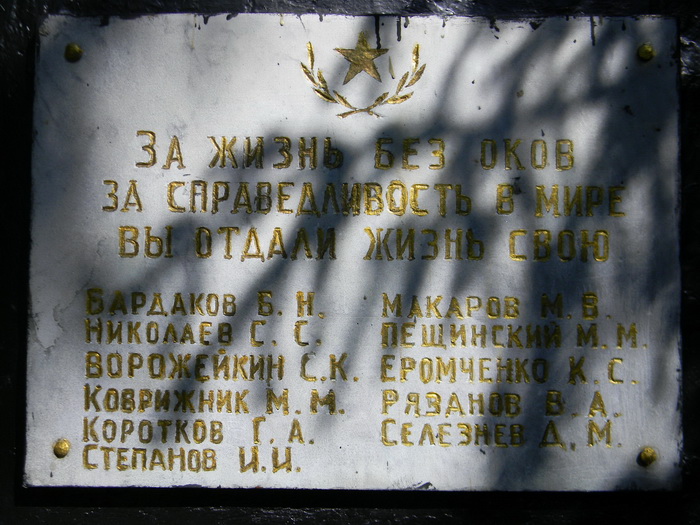 ЗА ЖИЗНЬ БЕЗ ОКОВ
ЗА СПРАВЕДЛИВОСТЬ В МИРЕ
ВЫ ОТДАЛИ ЖИЗНЬ СВОЮ
БАРДАКОВ Б. Н.
НИКОЛАЕВ С. С.
ВОРОЖЕЙКИН С.К.
КОВРИЖНИК М. М.
КОРОТКОВ Г. А.
СТЕПАНОВ И.И.
МАКАРОВ М. В.
ПЕЩИНСКИЙ М. М.
ЕРОМЧЕНКО К. С.
РЯЗАНОВ В. А.
СЕЛЕЗНЕВ Д. М.